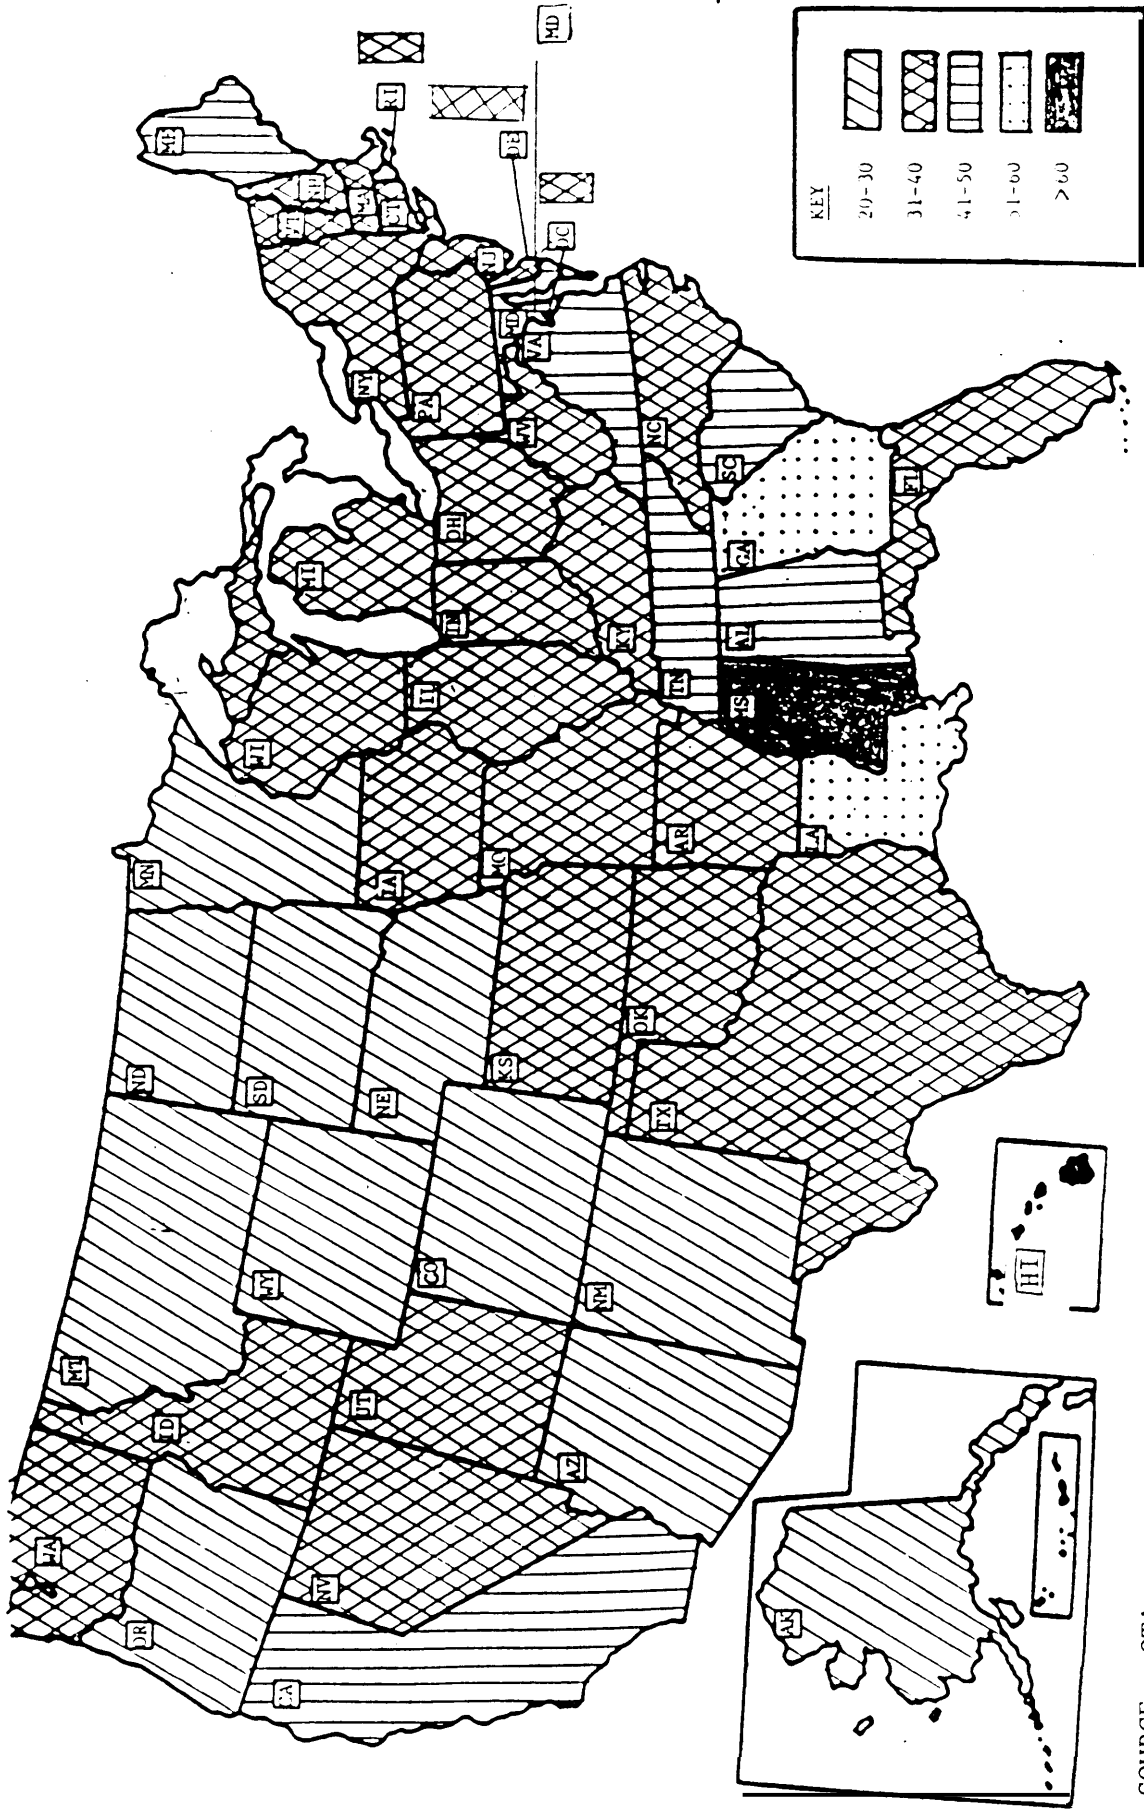 WA
OR
CA
NV
ID
MT
UT
AZ
WY
CO
NM
ND
SD
NE
KS
OK
TX
MN
IA
MO
AR
LA
WI
IL
MI
IN
OH
KY
TN
MS
AL
GA
FL
SC
NC
VA
WV
MD
PA
NY
NJ
VT
NH
MA
CT
ME
RI
DE
DC
MD
AK
HI
KEY
20-30
31-40
41-50
51-60
>60
SOURCE OTA